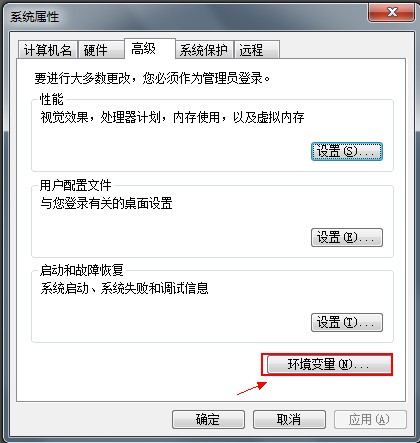 系统属性
计算机名 硬件 高级 系统保护 远程
要进行大多数更改，您必须作为管理员登录。
性能
视觉效果，处理器计划，内存使用，以及虚拟内存
设置(S)...
用户配置文件
与您登录有关的桌面设置
设置(E)...
启动和故障恢复
系统启动、系统失败和调试信息
设置(T)...
环境变量(N)...
确定 取消 应用(A)